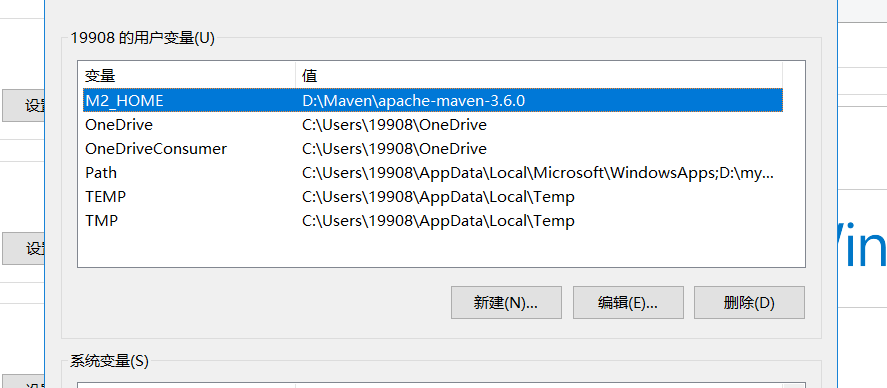 19908 的用户变量(U)
变量 值
M2_HOME D:\Maven\apache-maven-3.6.0
OneDrive C:\Users\19908\OneDrive
OneDriveConsumer C:\Users\19908\OneDrive
Path C:\Users\19908\AppData\Local\Microsoft\WindowsApps;D:\my...
TEMP C:\Users\19908\AppData\Local\Temp
TMP C:\Users\19908\AppData\Local\Temp
设
设
Win
新建(N)...
编辑(E)...
删除(D)
系统变量(S)